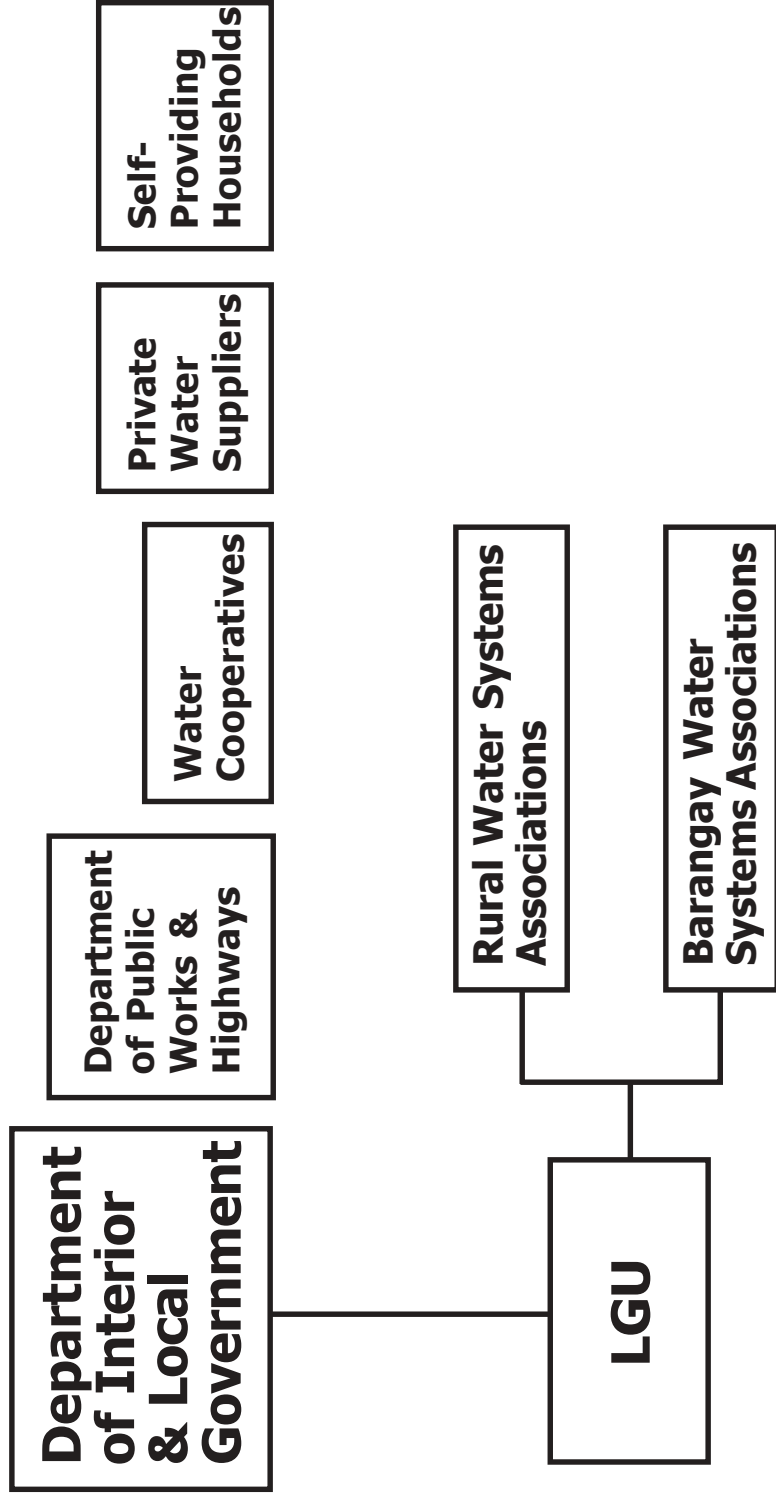 Department
of Interior
& Local
Government
Department
of Public
Works &
Highways
Water
Cooperatives
Private
Water
Suppliers
Self-
Providing
Households
LGU
Rural Water Systems
Associations
Barangay Water
Systems Associations